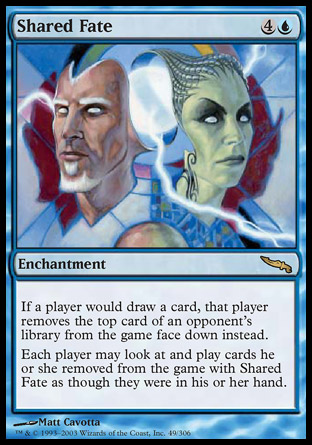 Shared Fate 4
Enchantment
If a player would draw a card, that player
removes the top card of an opponent's
library from the game face down instead.
Each player may look at and play cards he
or she removed from the game with Shared
Fate as though they were in his or her hand.
Matt Cavotta
™ & © 1993–2003 Wizards of the Coast, Inc. 49/306